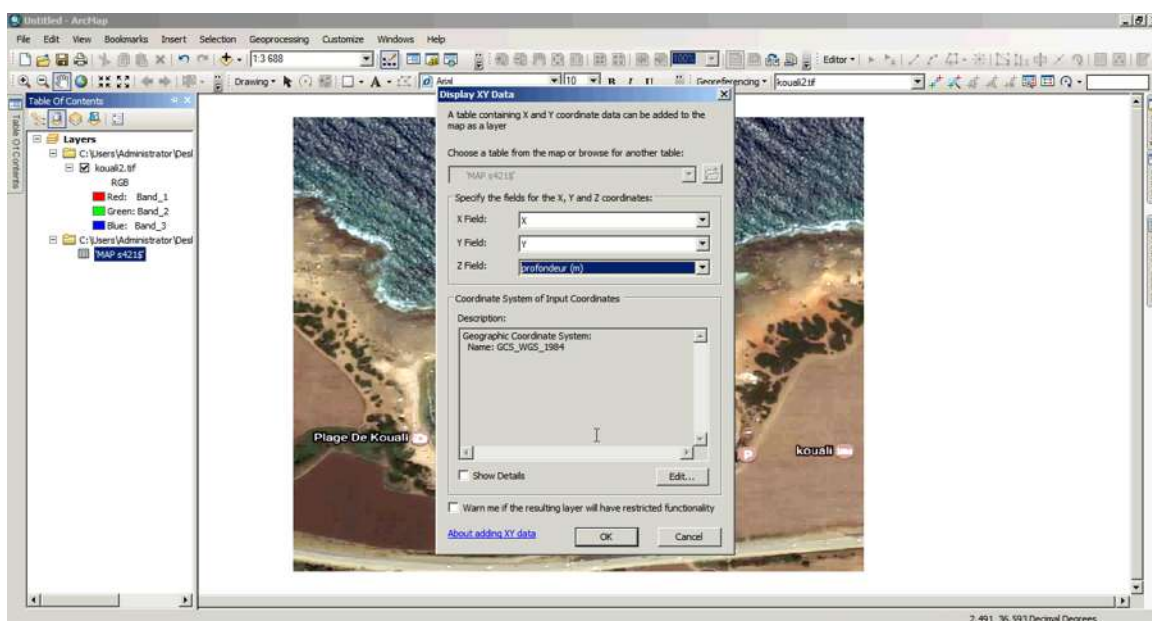 Untitled - ArcMap
File Edit View Bookmarks Insert Selection Geoprocessing Customize Windows Help
1:3 688
100%
Editor
Drawing
A
Arial
10
B I U
Georeferencing
kouali2.tif
Table Of Contents
Table Of Contents
Layers
C:\Users\Administrator\Desl
kouali2.tif
RGB
Red: Band_1
Green: Band_2
Blue: Band_3
C:\Users\Administrator\Desl
'MAP s421$'
Display XY Data
A table containing X and Y coordinate data can be added to the
map as a layer
Choose a table from the map or browse for another table:
'MAP s421$'
Specify the fields for the X, Y and Z coordinates:
X Field: X
Y Field: Y
Z Field: profondeur (m)
Coordinate System of Input Coordinates
Description:
Geographic Coordinate System:
Name: GCS_WGS_1984
Show Details
Edit...
Warn me if the resulting layer will have restricted functionality
About adding XY data
OK
Cancel
Plage De Kouali
P
kouali
2,491 36,593 Decimal Degrees